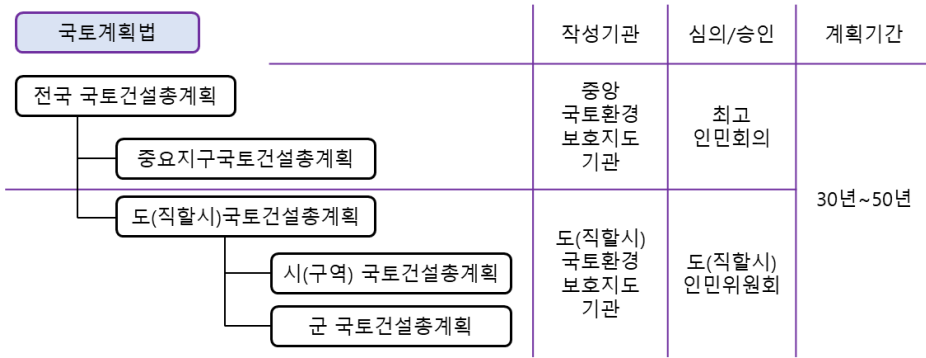 국토계획법
작성기관
심의/승인
계획기간
전국 국토건설총계획
중요지구국토건설총계획
중앙
국토환경
보호지도
기관
최고
인민회의
30년~50년
도(직할시)국토건설총계획
시(구역) 국토건설총계획
군 국토건설총계획
도(직할시)
국토환경
보호지도
기관
도(직할시)
인민위원회